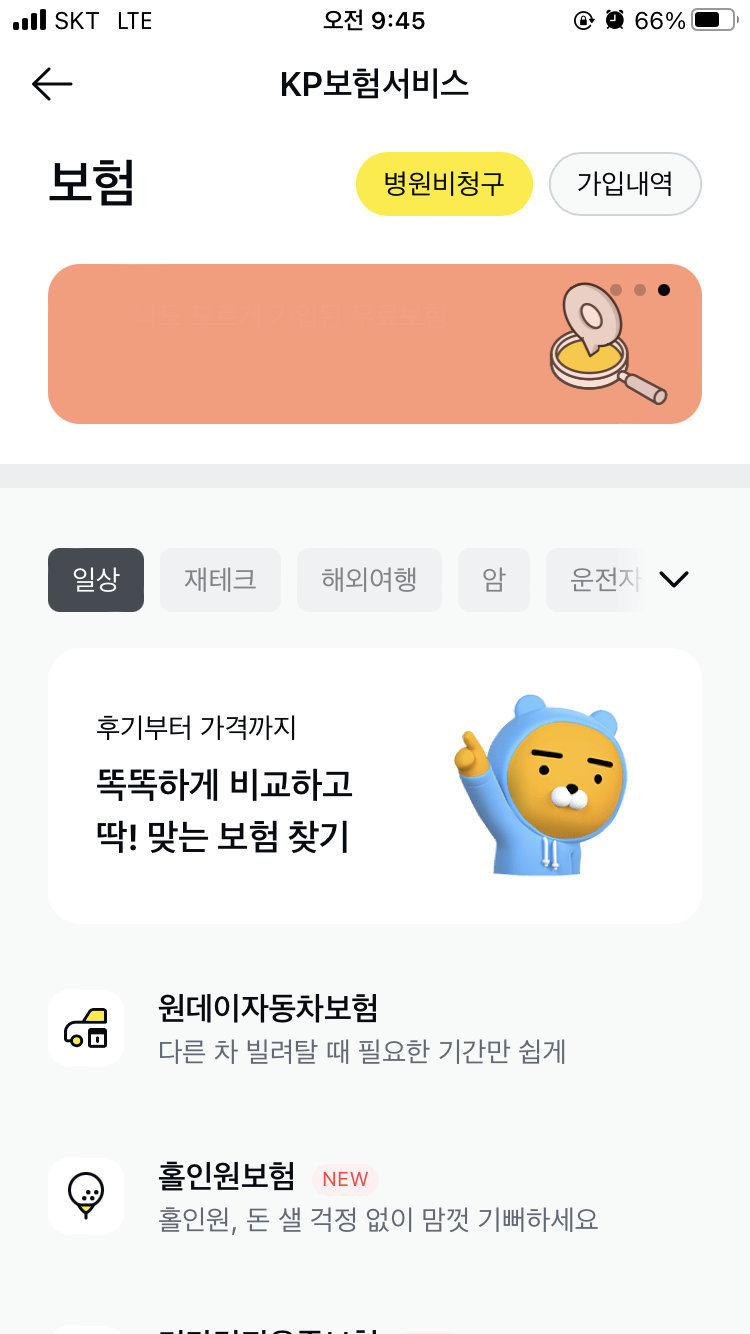 SKT LTE 오전 9:45 66%
KP보험서비스
보험
병원비청구 가입내역
일상 재테크 해외여행 암 운전자
후기부터 가격까지
똑똑하게 비교하고
딱! 맞는 보험 찾기
원데이자동차보험
다른 차 빌려탈 때 필요한 기간만 쉽게
홀인원보험 NEW
홀인원, 돈 샐 걱정 없이 맘껏 기뻐하세요